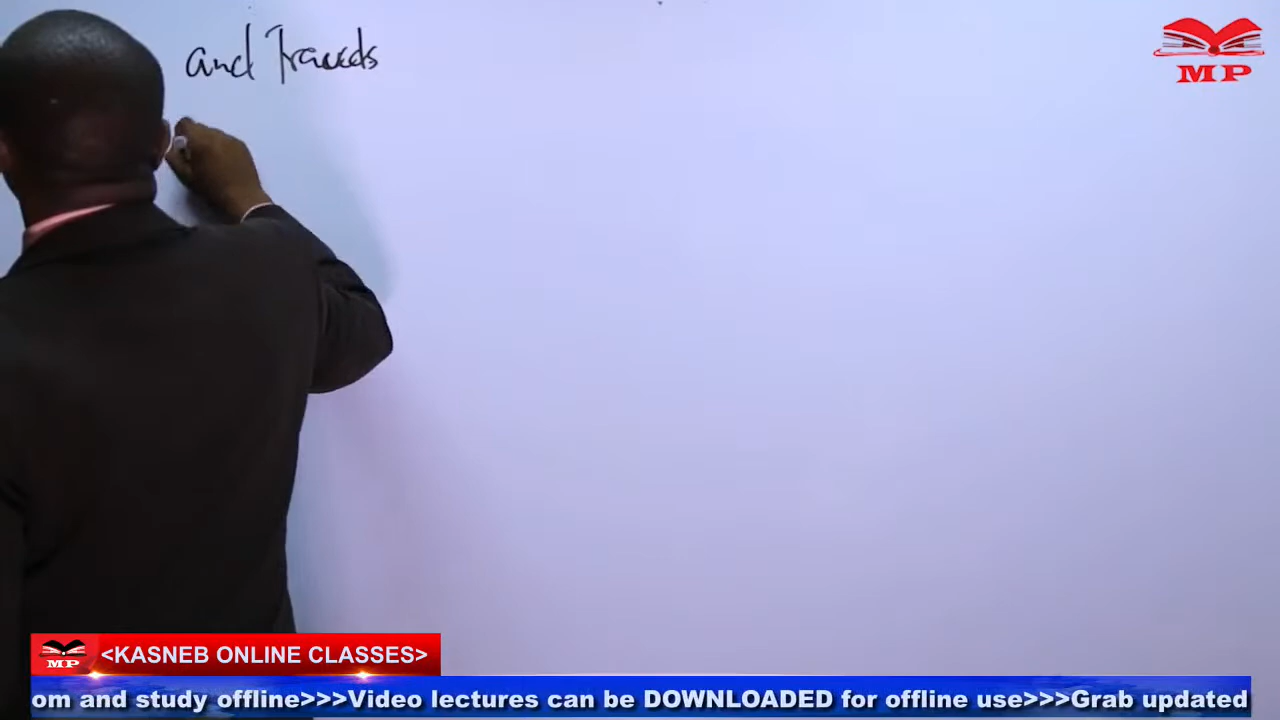 and frauds
MP
MP
<KASNEB ONLINE CLASSES>
om and study offline>>>Video lectures can be DOWNLOADED for offline use>>>Grab updated